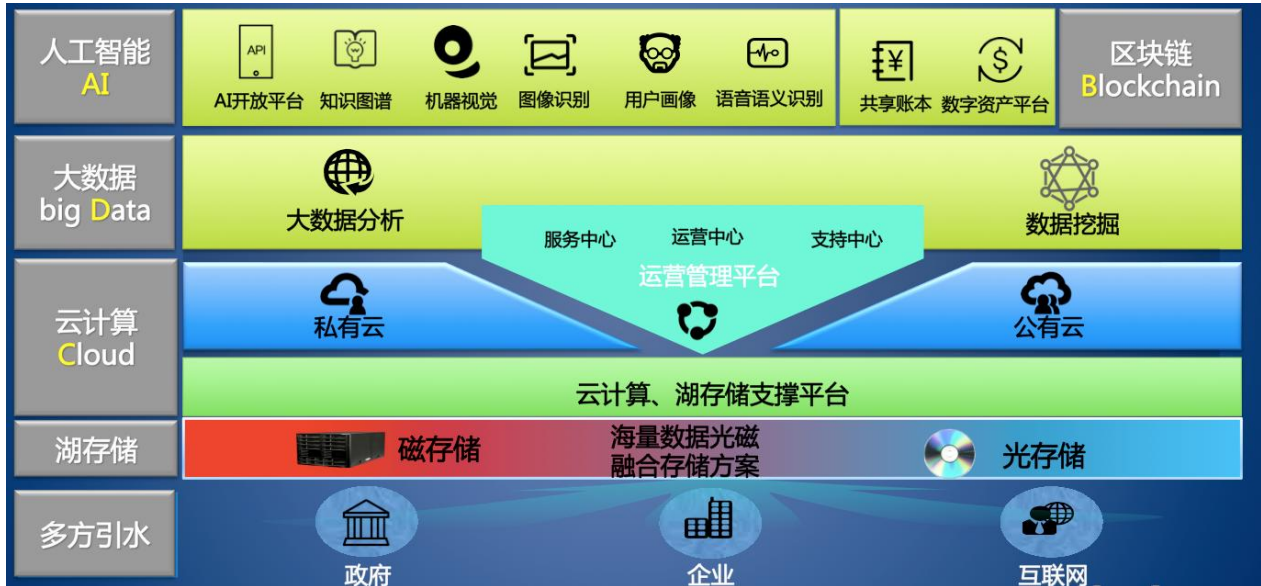 人工智能
AI
API
AI开放平台
知识图谱
机器视觉
图像识别
用户画像
语音语义识别
¥
共享账本
$
数字资产平台
区块链
Blockchain
大数据
big Data
大数据分析
数据挖掘
服务中心
运营中心
支持中心
运营管理平台
云计算
Cloud
私有云
公有云
云计算、湖存储支撑平台
湖存储
磁存储
海量数据光磁
融合存储方案
光存储
多方引水
政府
企业
互联网